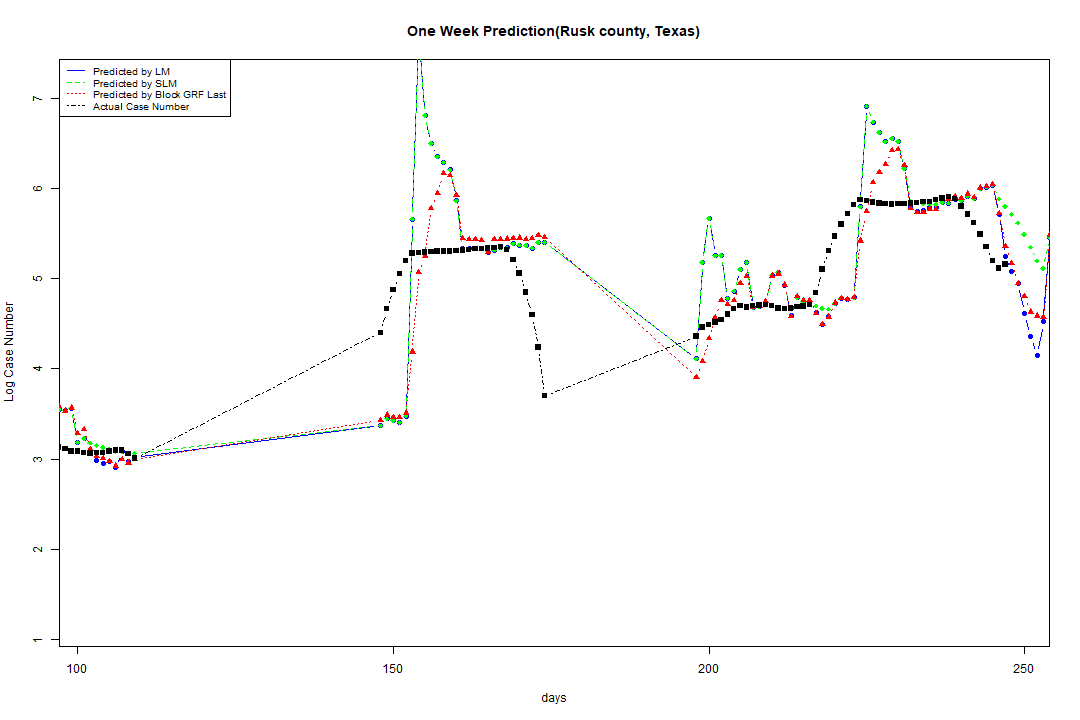 One Week Prediction(Rusk county, Texas)
Predicted by LM
Predicted by SLM
Predicted by Block GRF Last
Actual Case Number
7
6
5
4
3
2
1
Log Case Number
100 150 200 250
days